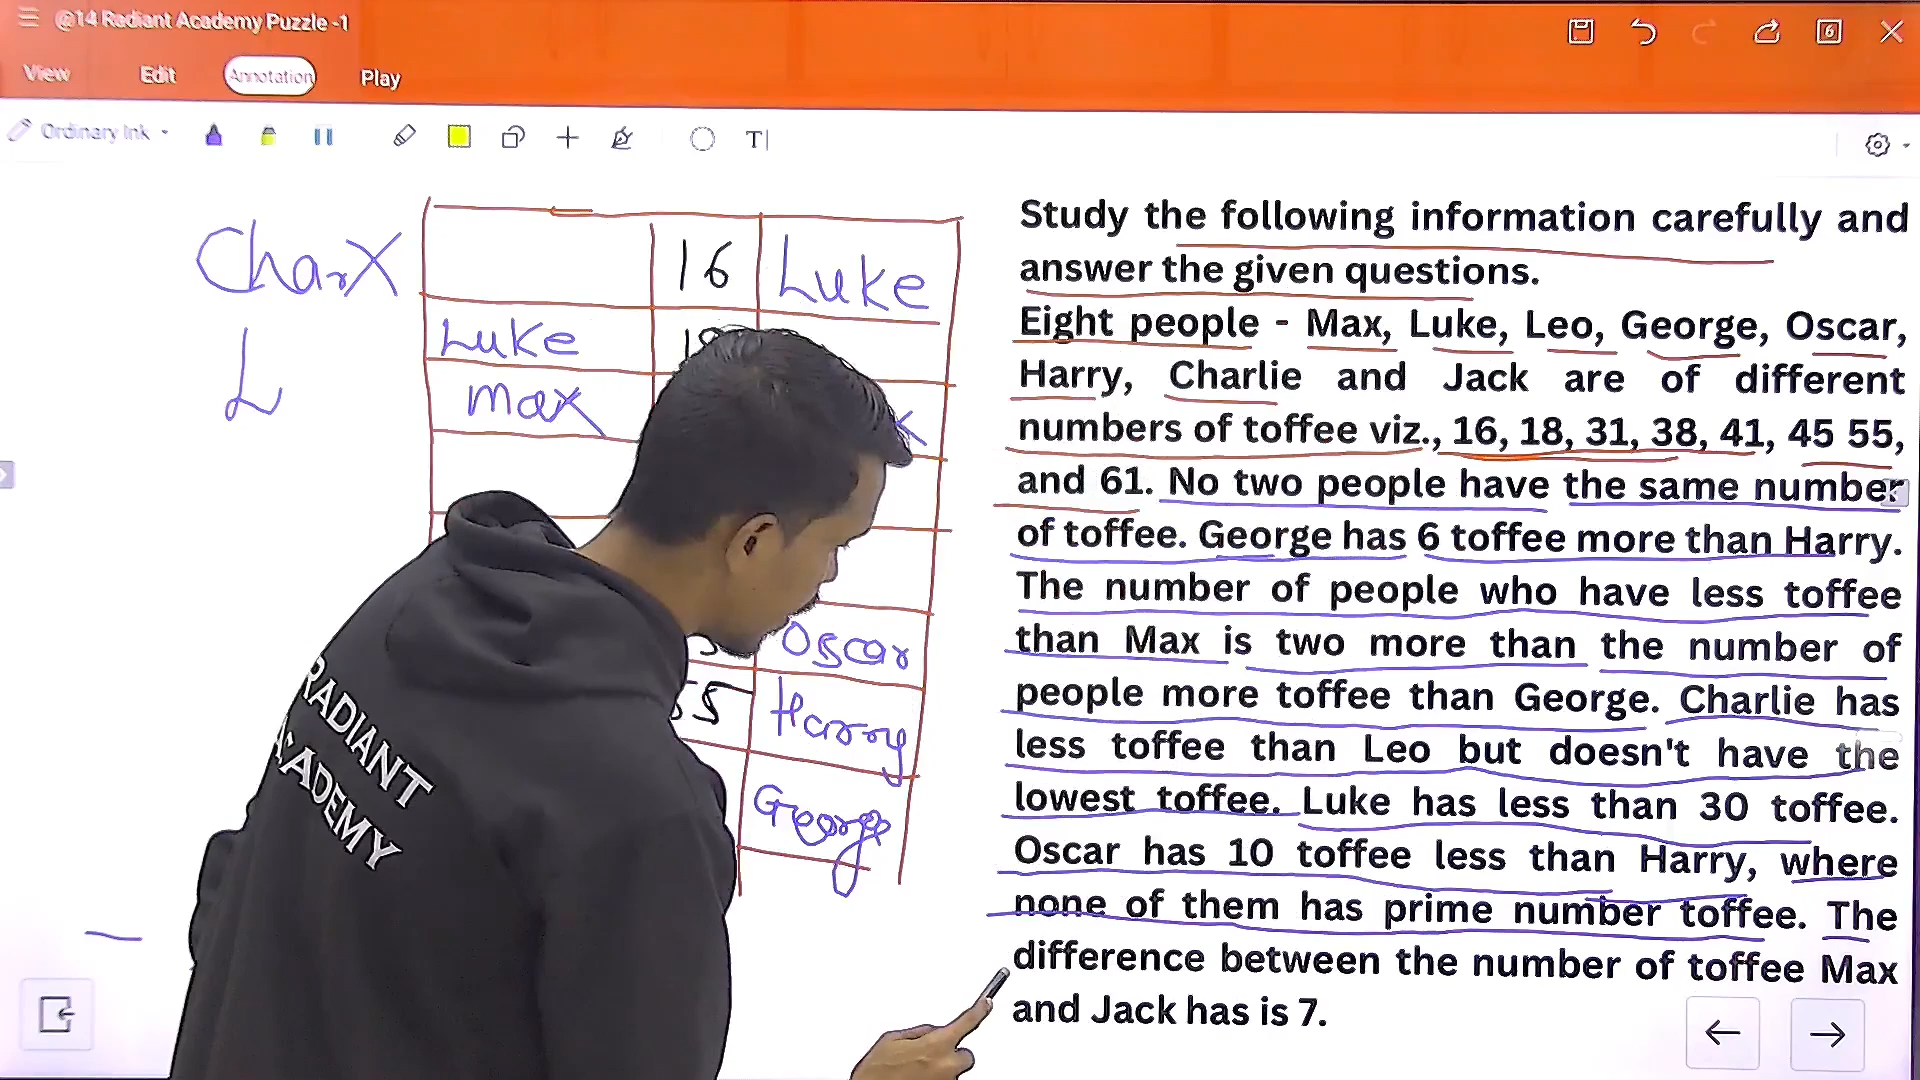 @14 Radiant Academy Puzzle -1
View Edit Annotation Play
Ordinary Ink
T|
6
CharX
L
16 Luke
Luke
Max
Oscar
55 Harry
George
RADIANT
ACADEMY
Study the following information carefully and
answer the given questions.
Eight people - Max, Luke, Leo, George, Oscar,
Harry, Charlie and Jack are of different
numbers of toffee viz., 16, 18, 31, 38, 41, 45 55,
and 61. No two people have the same number
of toffee. George has 6 toffee more than Harry.
The number of people who have less toffee
than Max is two more than the number of
people more toffee than George. Charlie has
less toffee than Leo but doesn't have the
lowest toffee. Luke has less than 30 toffee.
Oscar has 10 toffee less than Harry, where
none of them has prime number toffee. The
difference between the number of toffee Max
and Jack has is 7.